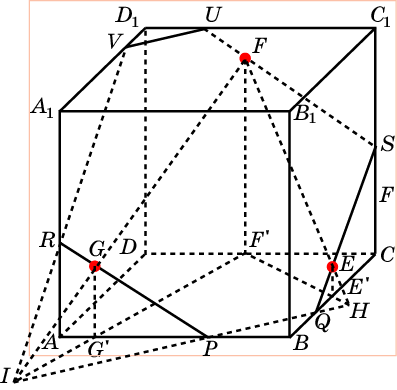 D₁ U C₁
V F
A₁ B₁
S
F
R G D F' E C
E'
H
Q
A G' P B
I